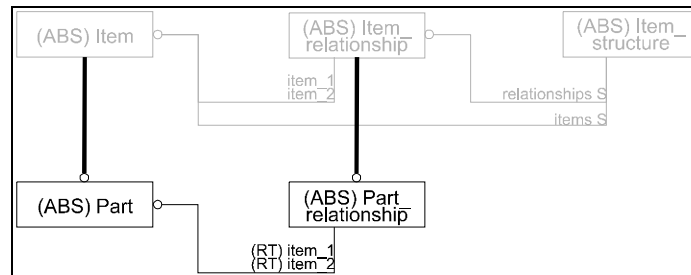 (ABS) Item
(ABS) Item_
relationship
(ABS) Item_
structure
item_1
item_2
relationships S
items S
(ABS) Part
(ABS) Part_
relationship
(RT) item_1
(RT) item_2